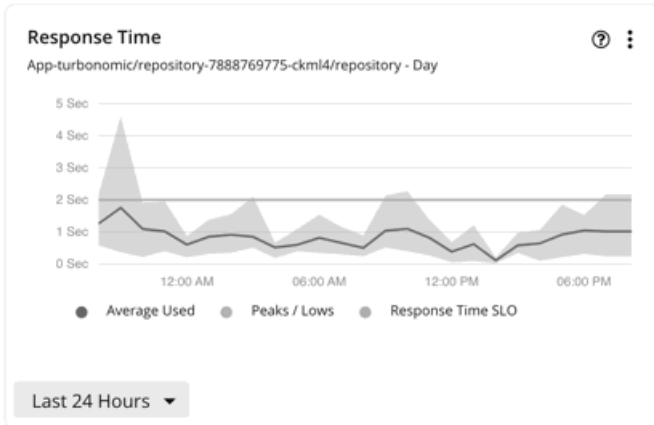 Response Time
App-turbonomic/repository-7888769775-ckml4/repository - Day
5 Sec
4 Sec
3 Sec
2 Sec
1 Sec
0 Sec
12:00 AM 06:00 AM 12:00 PM 06:00 PM
Average Used Peaks / Lows Response Time SLO
Last 24 Hours